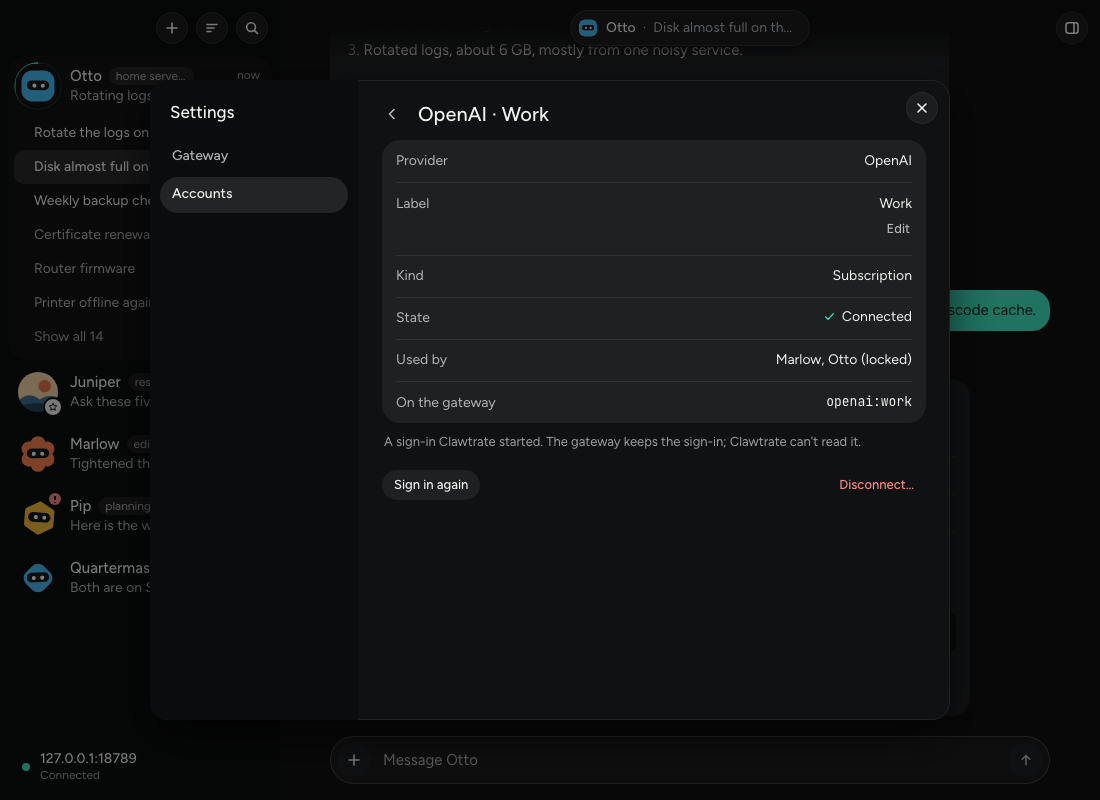 Otto · Disk almost full on th...
3. Rotated logs, about 6 GB, mostly from one noisy service.
Otto home serve... now
Rotating logs
Rotate the logs on
Disk almost full on
Weekly backup che
Certificate renewa
Router firmware
Printer offline agai
Show all 14
Juniper res
Ask these fiv
Marlow edi
Tightened th
Pip planning
Here is the w
Quartermas
Both are on S
127.0.0.1:18789
Connected
Settings
Gateway
Accounts
OpenAI · Work
Provider OpenAI
Label Work
Edit
Kind Subscription
State Connected
Used by Marlow, Otto (locked)
On the gateway openai:work
A sign-in Clawtrate started. The gateway keeps the sign-in; Clawtrate can't read it.
Sign in again Disconnect...
scode cache.
Message Otto